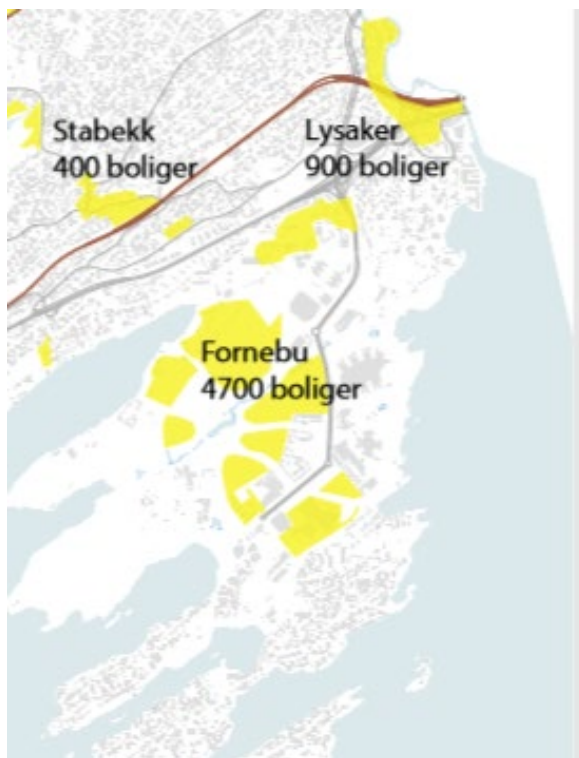 Stabekk
400 boliger
Lysaker
900 boliger
Fornebu
4700 boliger